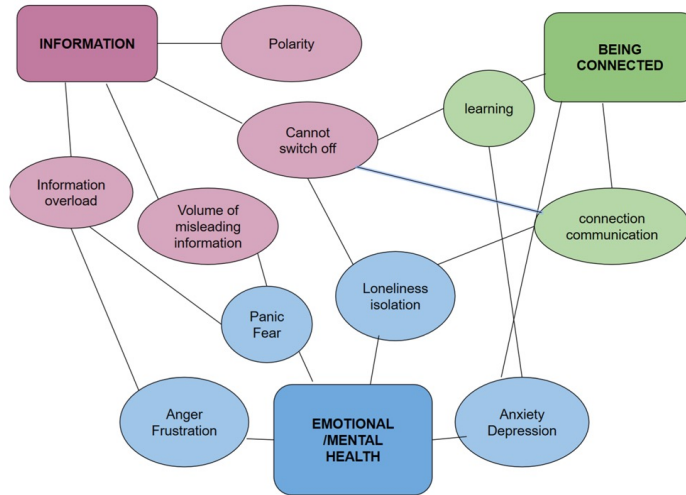 INFORMATION
Polarity
BEING
CONNECTED
learning
Cannot
switch off
Information
overload
Volume of
misleading
information
connection
communication
Loneliness
isolation
Panic
Fear
Anger
Frustration
EMOTIONAL
/MENTAL
HEALTH
Anxiety
Depression